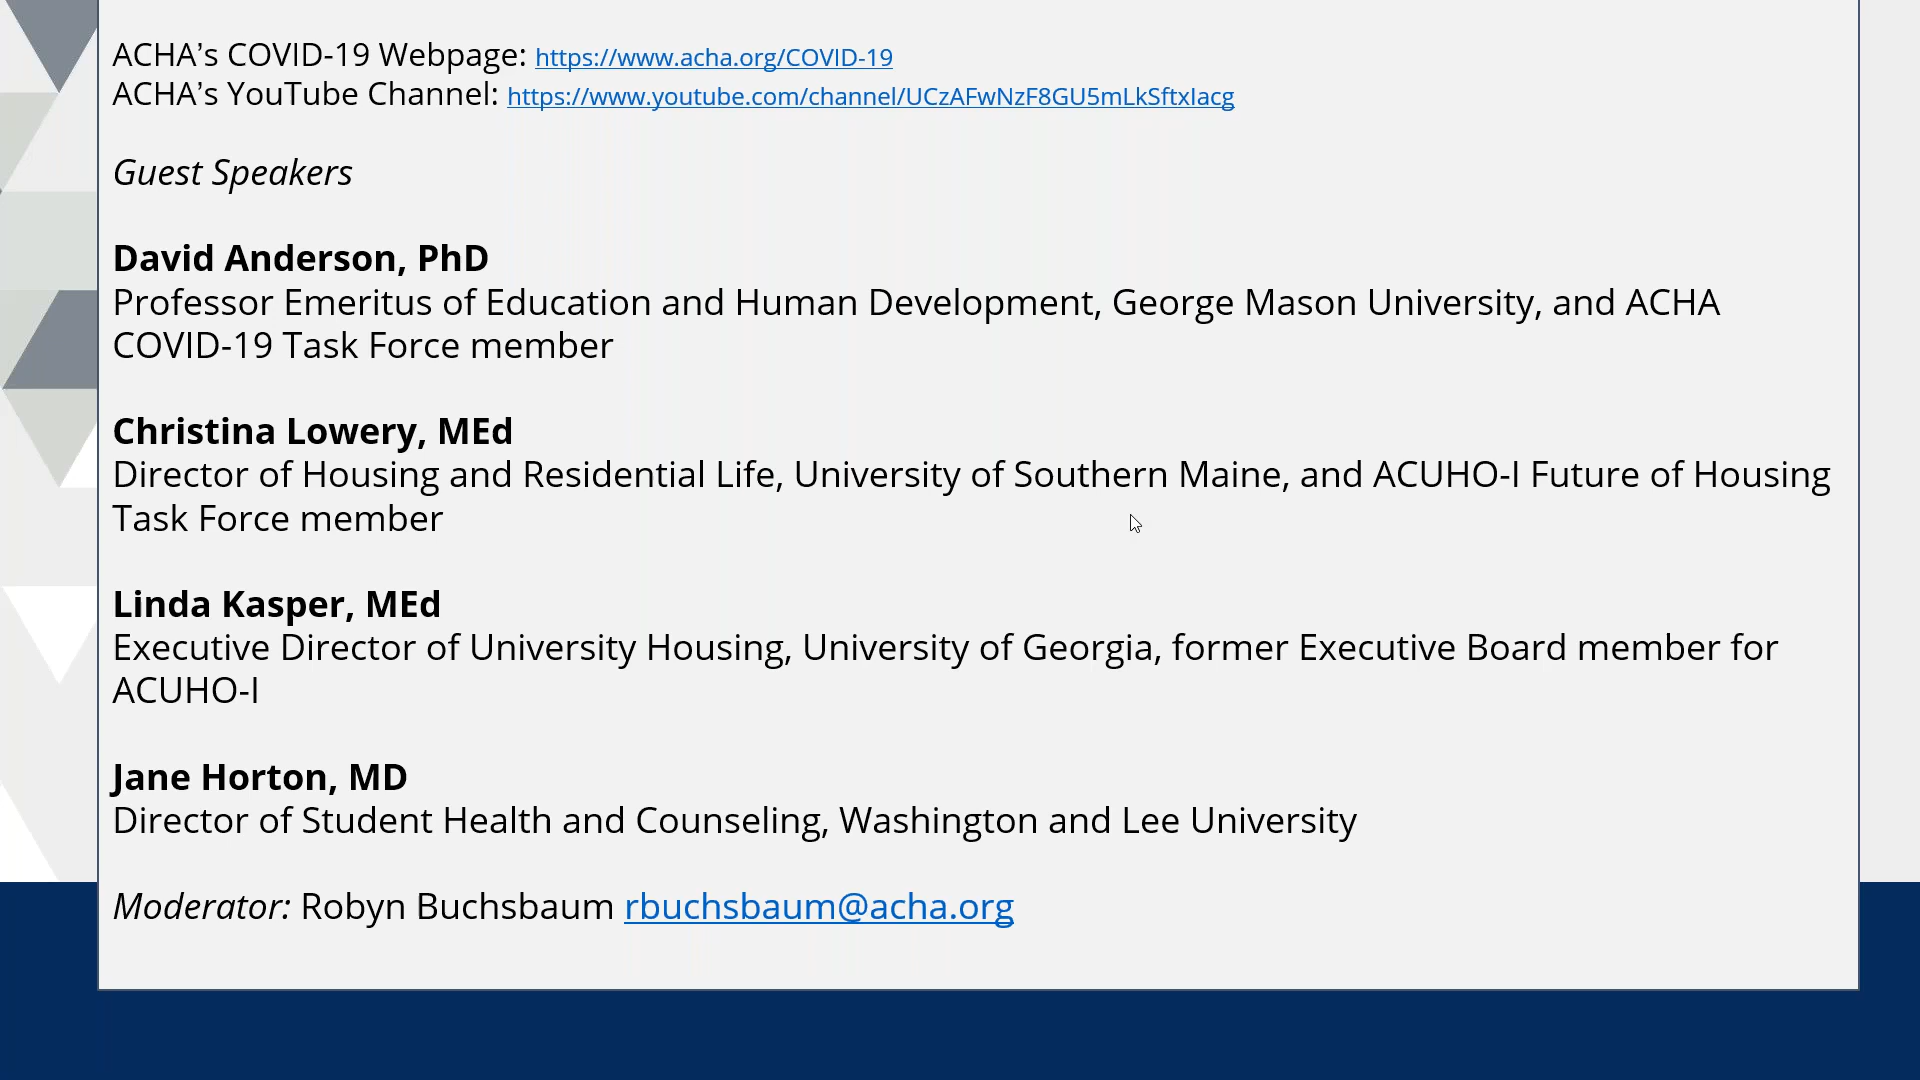 ACHA’s COVID-19 Webpage: https://www.acha.org/COVID-19
ACHA’s YouTube Channel: https://www.youtube.com/channel/UCzAFwNzF8GU5mLkSftxIacg
Guest Speakers
David Anderson, PhD
Professor Emeritus of Education and Human Development, George Mason University, and ACHA
COVID-19 Task Force member
Christina Lowery, MEd
Director of Housing and Residential Life, University of Southern Maine, and ACUHO-I Future of Housing
Task Force member
Linda Kasper, MEd
Executive Director of University Housing, University of Georgia, former Executive Board member for
ACUHO-I
Jane Horton, MD
Director of Student Health and Counseling, Washington and Lee University
Moderator: Robyn Buchsbaum rbuchsbaum@acha.org